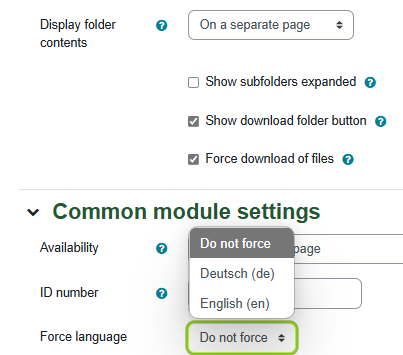 Display folder contents
On a separate page
Show subfolders expanded
Show download folder button
Force download of files
Common module settings
Availability
page
Do not force
Deutsch (de)
English (en)
ID number
Force language
Do not force